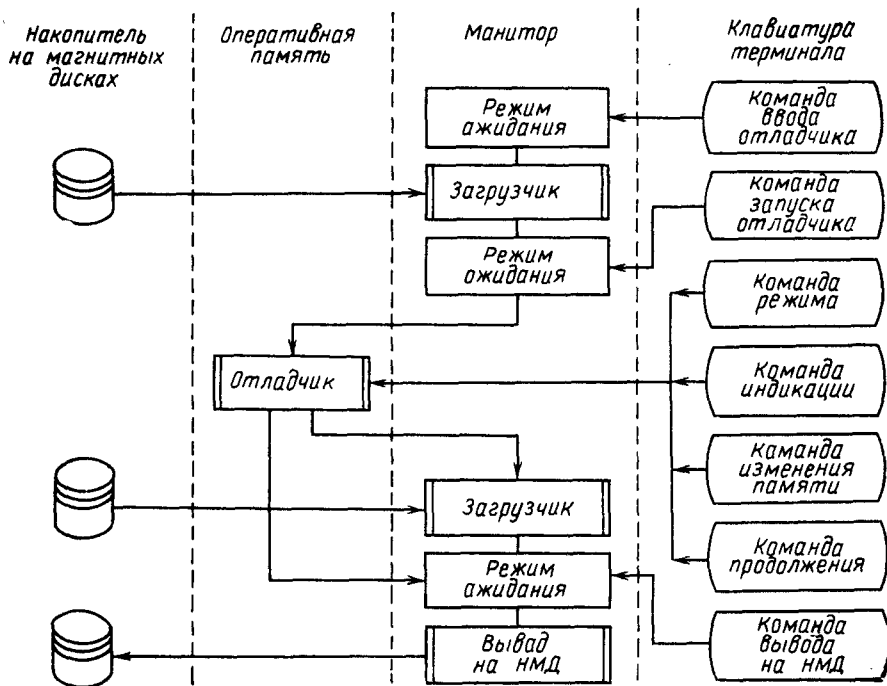 Накопитель
на магнитных
дисках
Оперативная
память
Манитор
Клавиатура
терминала
Режим
ажидания
Команда
ввода
отладчика
Загрузчик
Команда
запуска
отладчика
Режим
ожидания
Команда
режима
Отладчик
Команда
индикации
Загрузчик
Команда
изменения
памяти
Режим
ажидания
Команда
продолжения
Вывад
на НМД
Команда
вывода
на НМД